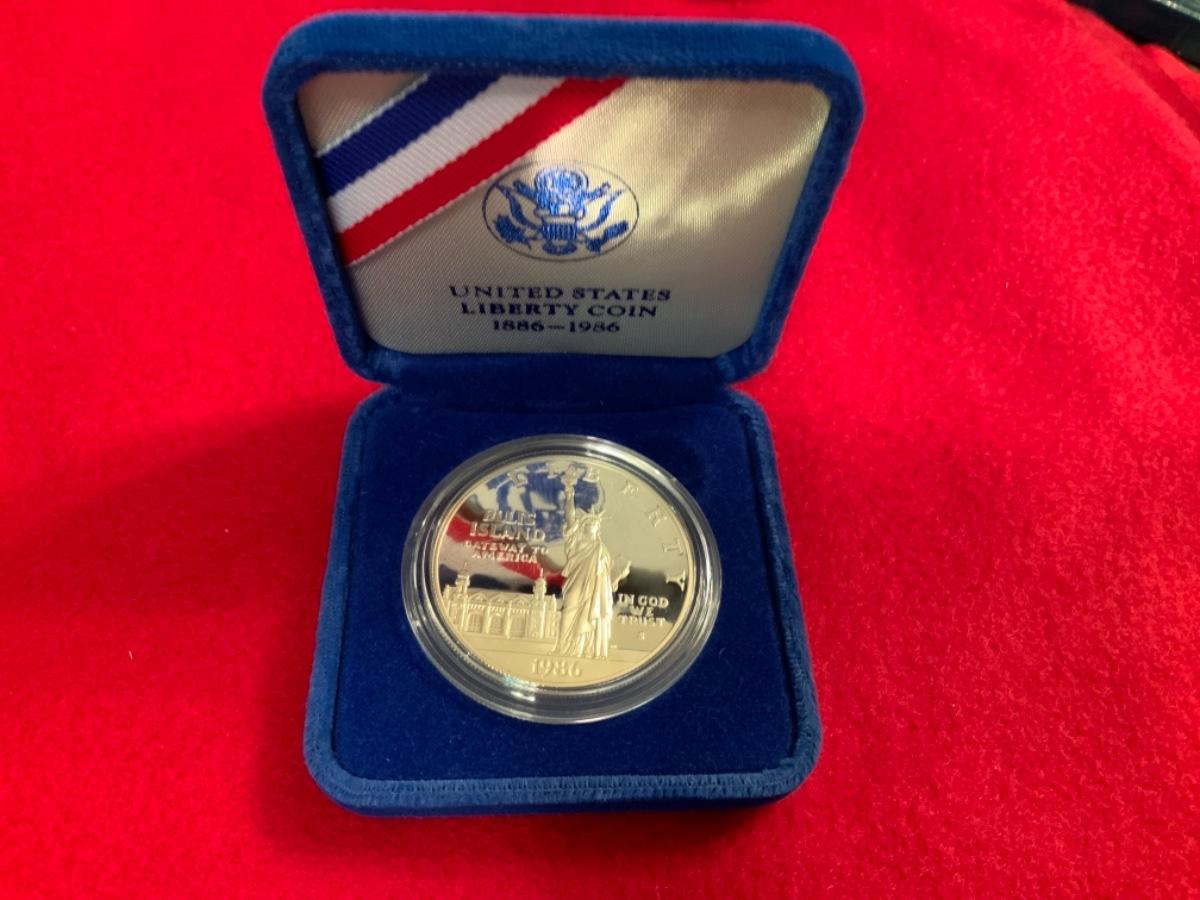 UNITED STATES
LIBERTY COIN
1886–1986
LIBERTY
ELLIS
ISLAND
GATEWAY TO
AMERICA
IN GOD
WE
TRUST
S
1986